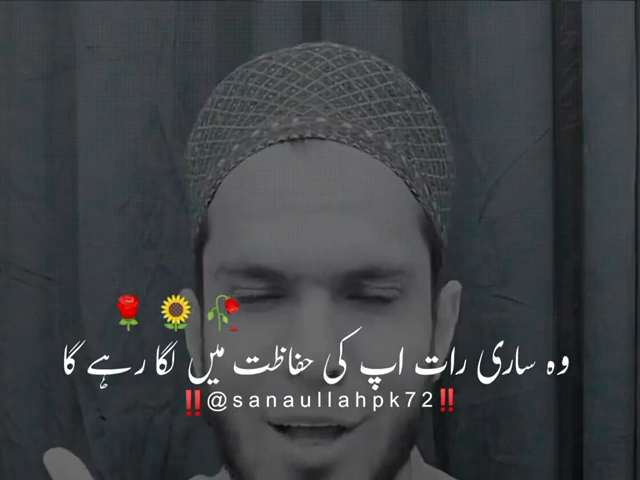 🌹 🌻 🥀
وہ ساری رات اپ کی حفاظت میں لگا رہے گا
‼️@sanaullahpk72‼️